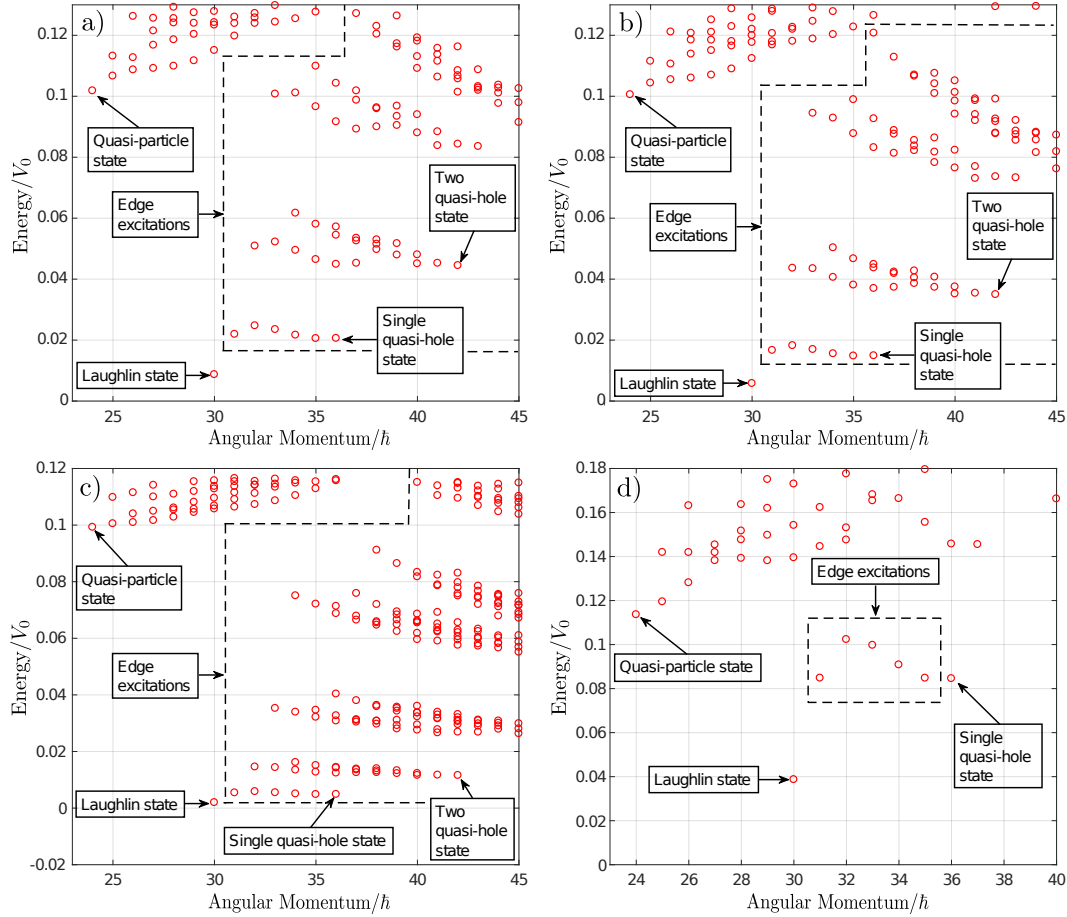 a)
0.12
0.1
0.08
0.06
0.04
0.02
0
Energy/V₀
25
30
35
40
45
Angular Momentum/ℏ
Quasi-particle
state
Edge
excitations
Two
quasi-hole
state
Single
quasi-hole
state
Laughlin state
b)
0.12
0.1
0.08
0.06
0.04
0.02
0
Energy/V₀
25
30
35
40
45
Angular Momentum/ℏ
Quasi-particle
state
Edge
excitations
Two
quasi-hole
state
Single
quasi-hole
state
Laughlin state
c)
0.12
0.1
0.08
0.06
0.04
0.02
0
-0.02
Energy/V₀
25
30
35
40
45
Angular Momentum/ℏ
Quasi-particle
state
Edge
excitations
Laughlin state
Single quasi-hole state
Two
quasi-hole
state
d)
0.18
0.16
0.14
0.12
0.1
0.08
0.06
0.04
0.02
0
Energy/V₀
24
26
28
30
32
34
36
38
40
Angular Momentum/ℏ
Edge excitations
Quasi-particle state
Single
quasi-hole
state
Laughlin state